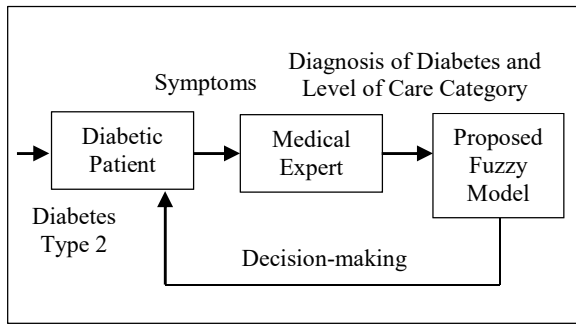 Diagnosis of Diabetes and
Level of Care Category
Symptoms
Diabetic
Patient
Medical
Expert
Proposed
Fuzzy
Model
Diabetes
Type 2
Decision-making